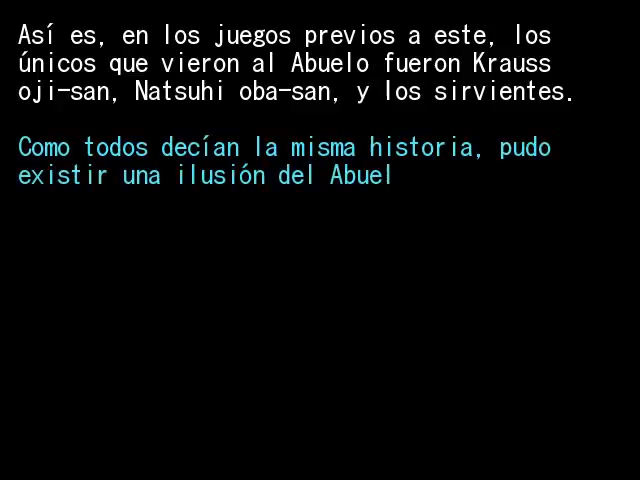 Así es, en los juegos previos a este, los
únicos que vieron al Abuelo fueron Krauss
oji-san, Natsuhi oba-san, y los sirvientes.
Como todos decían la misma historia, pudo
existir una ilusión del Abuel